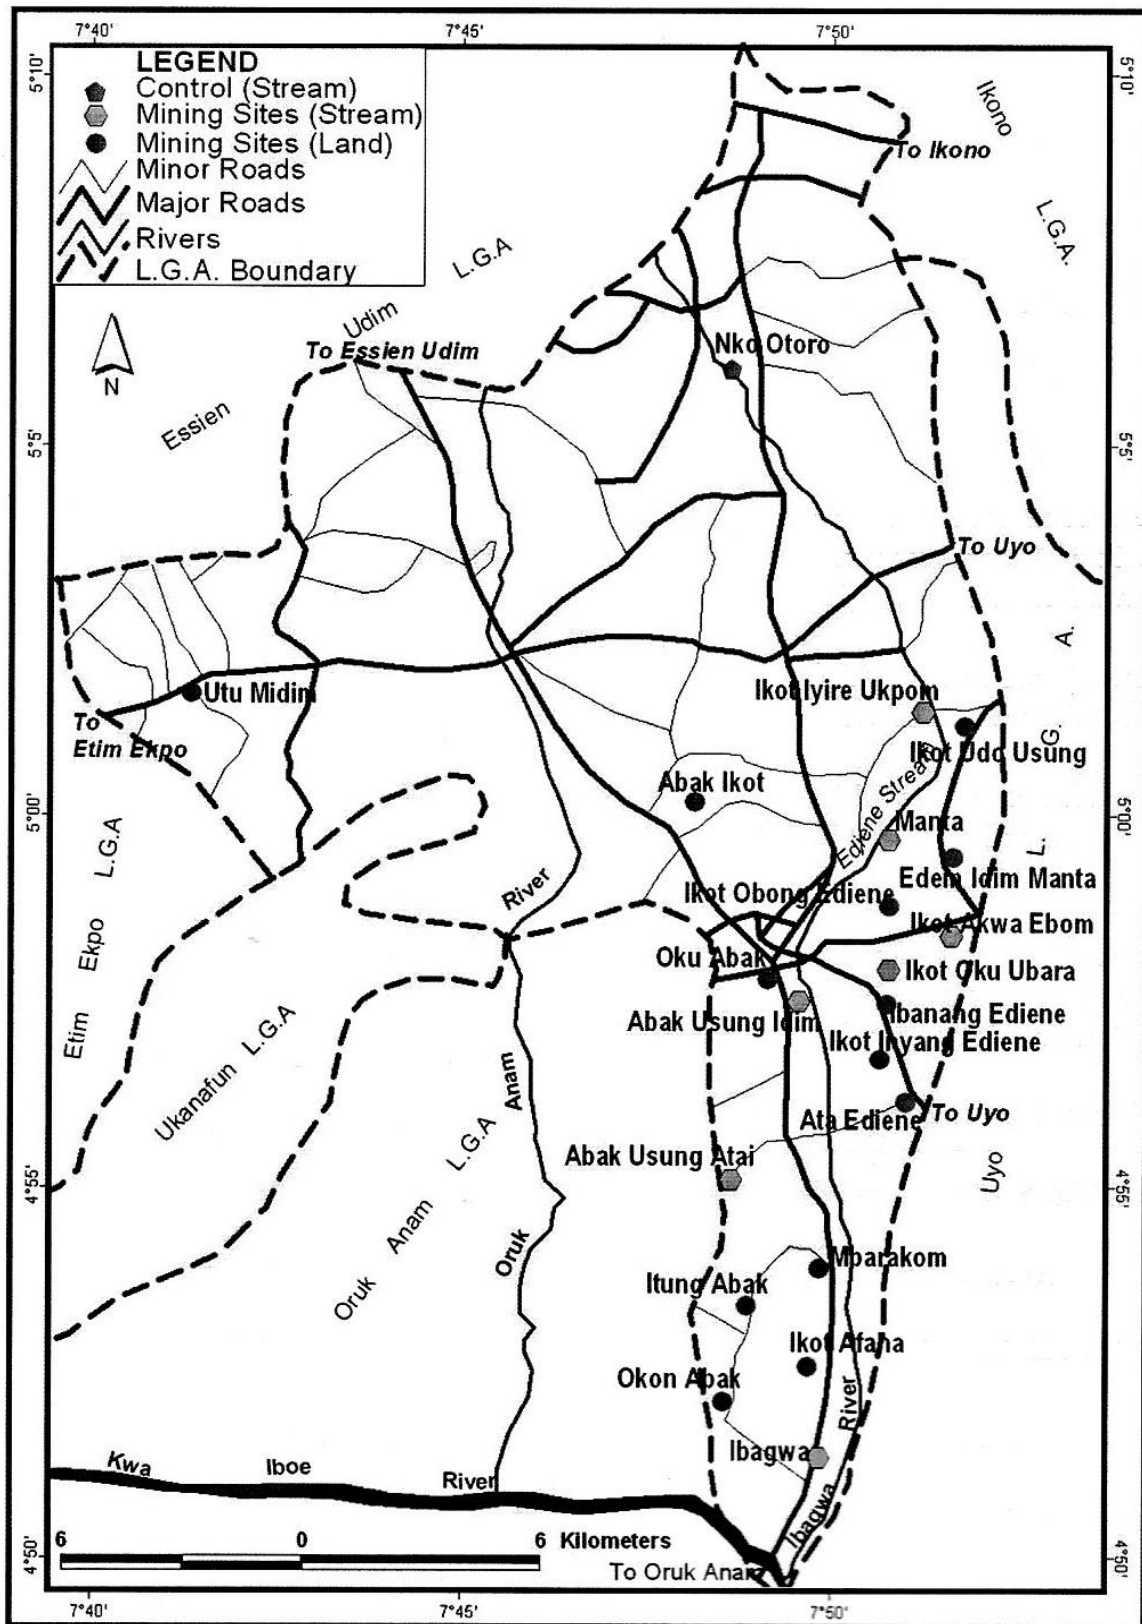 7°40'
7°45'
7°50'
5°10'
5°10'
LEGEND
Control (Stream)
Mining Sites (Stream)
Mining Sites (Land)
Minor Roads
Major Roads
Rivers
L.G.A. Boundary
N
Ikono
L.G.A.
To Ikono
L.G.A
Udim
Essien
To Essien Udim
Nko Otoro
5°5'
5°5'
To Uyo
Utu Midim
To
Etim Ekpo
Ikot Iyire Ukpom
Ikot Udo Usung
Ediene Stream
Abak Ikot
5°00'
5°00'
Manta
Edem Idim Manta
River
Ikot Obong Ediene
Ikot Akwa Ebom
Oku Abak
Ikot Oku Ubara
Abak Usung Idim
Ibanang Ediene
Ikot Inyang Ediene
Etim Ekpo L.G.A
Ukanafun L.G.A
Anam
Ata Ediene
To Uyo
Uyo L. G. A.
Abak Usung Atai
4°55'
4°55'
Oruk Anam L.G.A
Oruk
Mbarakom
Itung Abak
Ikot Afaha
Okon Abak
River
Ibagwa
Ibagwa
Kwa Iboe River
6 0 6 Kilometers
To Oruk Anam
4°50'
4°50'
7°40'
7°45'
7°50'